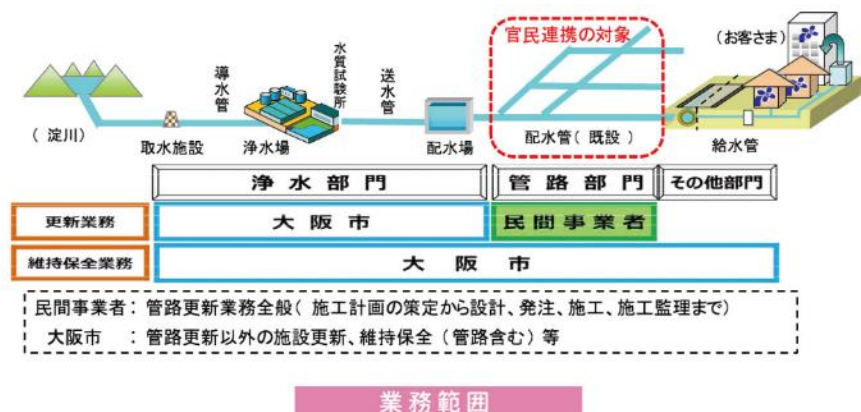 官民連携の対象
(お客さま)
導水管
水質試験所
送水管
(淀川)
取水施設
浄水場
配水場
配水管(既設)
給水管
浄水部門
管路部門
その他部門
更新業務
大阪市
民間事業者
維持保全業務
大阪市
民間事業者：管路更新業務全般(施工計画の策定から設計、発注、施工、施工監理まで)
大阪市：管路更新以外の施設更新、維持保全(管路含む)等
業務範囲